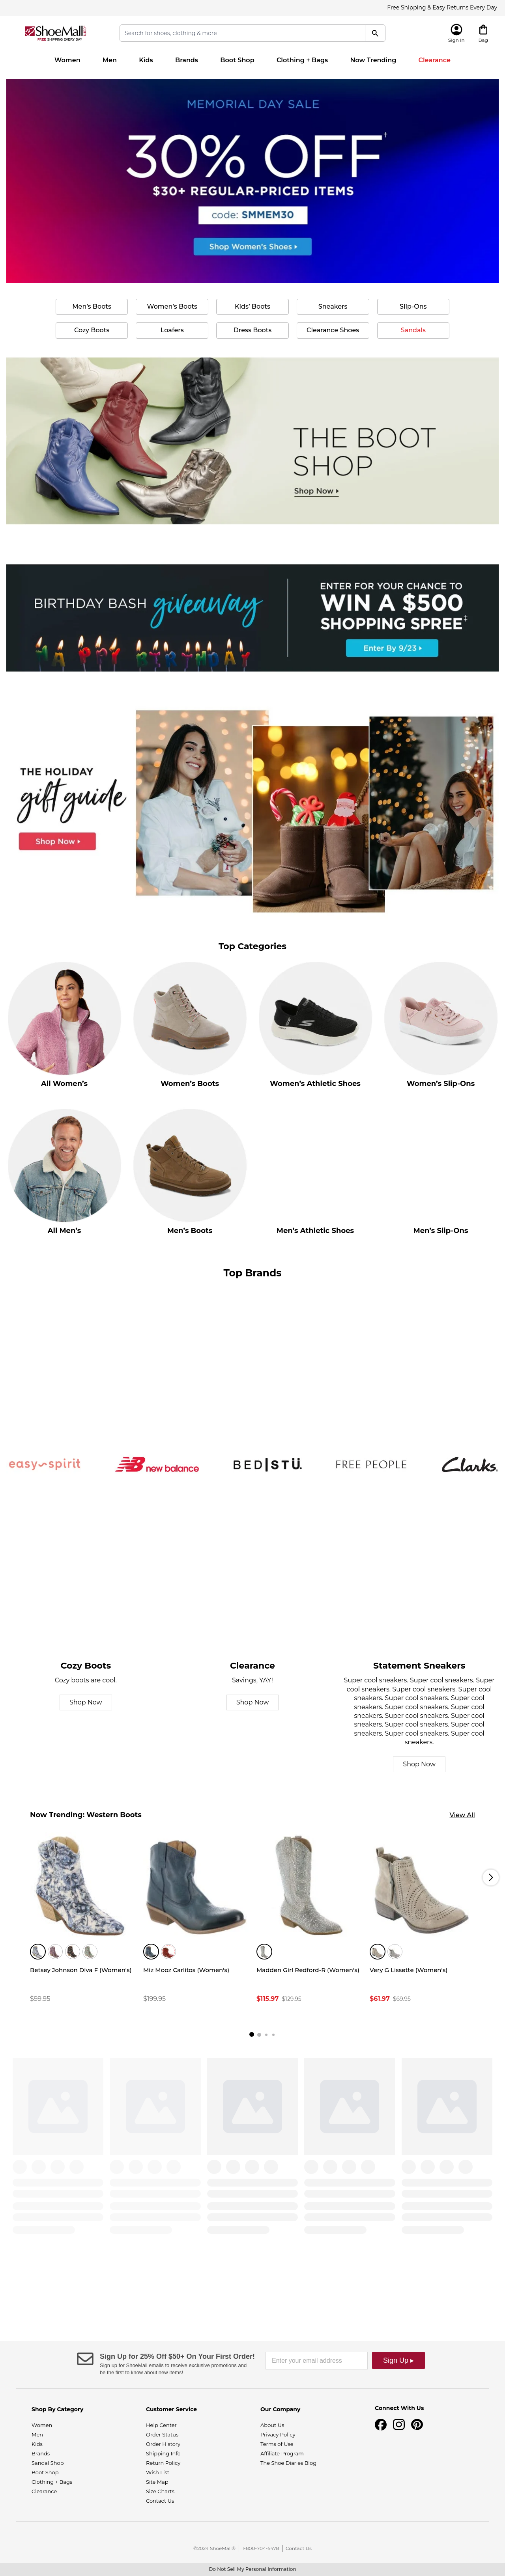 Free Shipping & Easy Returns Every Day
ShoeMall
FREE SHIPPING EVERY DAY
Search for shoes, clothing & more
Sign In
Bag
Women
Men
Kids
Brands
Boot Shop
Clothing + Bags
Now Trending
Clearance
MEMORIAL DAY SALE
30% OFF†
$30+ REGULAR-PRICED ITEMS
code: SMMEM30
Shop Women's Shoes
Men's Boots
Women's Boots
Kids' Boots
Sneakers
Slip-Ons
Cozy Boots
Loafers
Dress Boots
Clearance Shoes
Sandals
THE BOOT
SHOP
Shop Now
BIRTHDAY BASH giveaway
HAPPY BIRTHDAY
ENTER FOR YOUR CHANCE TO
WIN A $500
SHOPPING SPREE‡
Enter By 9/23
THE HOLIDAY
gift guide
Shop Now
Top Categories
All Women's
Women's Boots
Women's Athletic Shoes
Women's Slip-Ons
All Men's
Men's Boots
Men's Athletic Shoes
Men's Slip-Ons
Top Brands
easy spirit
NB new balance
BED|STÜ.
FREE PEOPLE
Clarks.
Cozy Boots
Cozy boots are cool.
Shop Now
Clearance
Savings, YAY!
Shop Now
Statement Sneakers
Super cool sneakers. Super cool sneakers. Super
cool sneakers. Super cool sneakers. Super cool
sneakers. Super cool sneakers. Super cool
sneakers. Super cool sneakers. Super cool
sneakers. Super cool sneakers. Super cool
sneakers. Super cool sneakers. Super cool
sneakers. Super cool sneakers. Super cool
sneakers.
Shop Now
Now Trending: Western Boots
View All
Betsey Johnson Diva F (Women's)
$99.95
Miz Mooz Carlitos (Women's)
$199.95
Madden Girl Redford-R (Women's)
$115.97 $129.95
Very G Lissette (Women's)
$61.97 $69.95
Sign Up for 25% Off $50+ On Your First Order!
Sign up for ShoeMall emails to receive exclusive promotions and
be the first to know about new items!
Enter your email address
Sign Up ▸
Shop By Category
Women
Men
Kids
Brands
Sandal Shop
Boot Shop
Clothing + Bags
Clearance
Customer Service
Help Center
Order Status
Order History
Shipping Info
Return Policy
Wish List
Site Map
Size Charts
Contact Us
Our Company
About Us
Privacy Policy
Terms of Use
Affiliate Program
The Shoe Diaries Blog
Connect With Us
©2024 ShoeMall® | 1-800-704-5478 | Contact Us
Do Not Sell My Personal Information